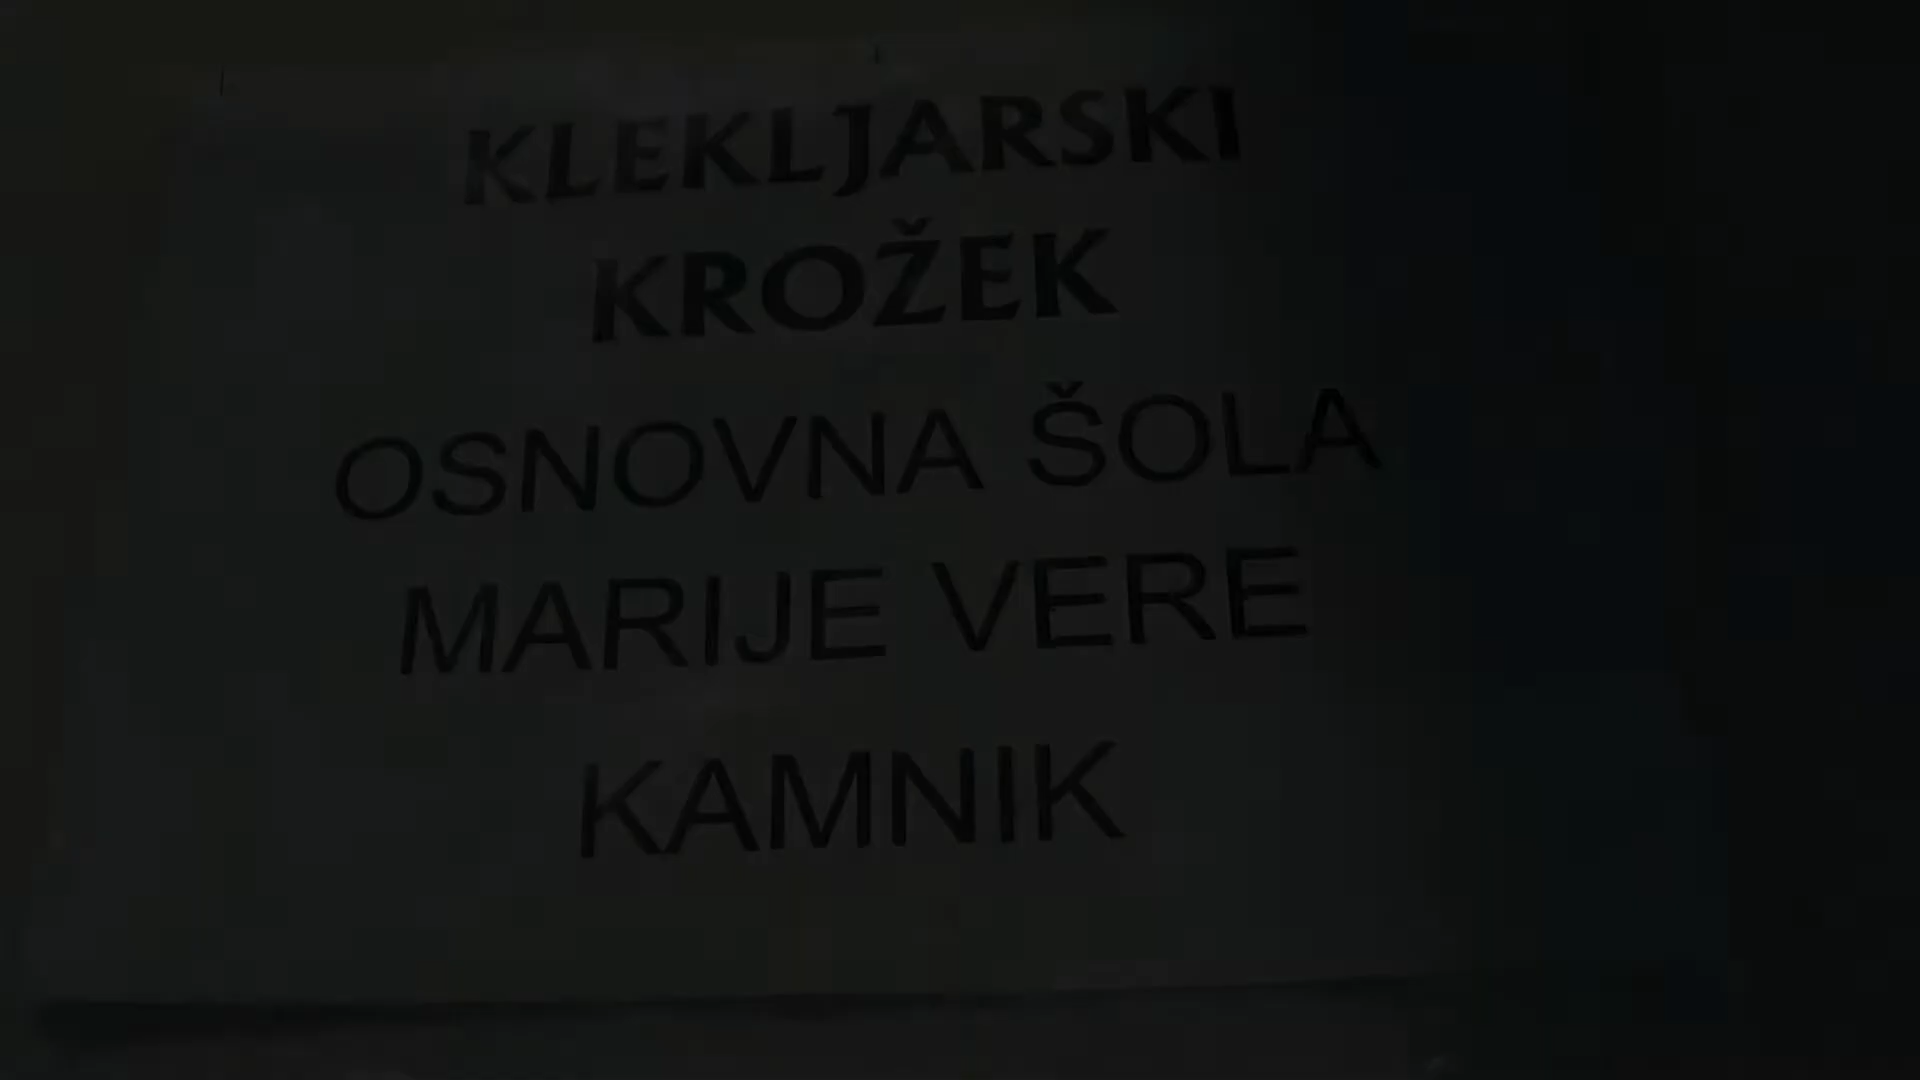 KLEKLJARSKI
KROŽEK
OSNOVNA ŠOLA
MARIJE VERE
KAMNIK